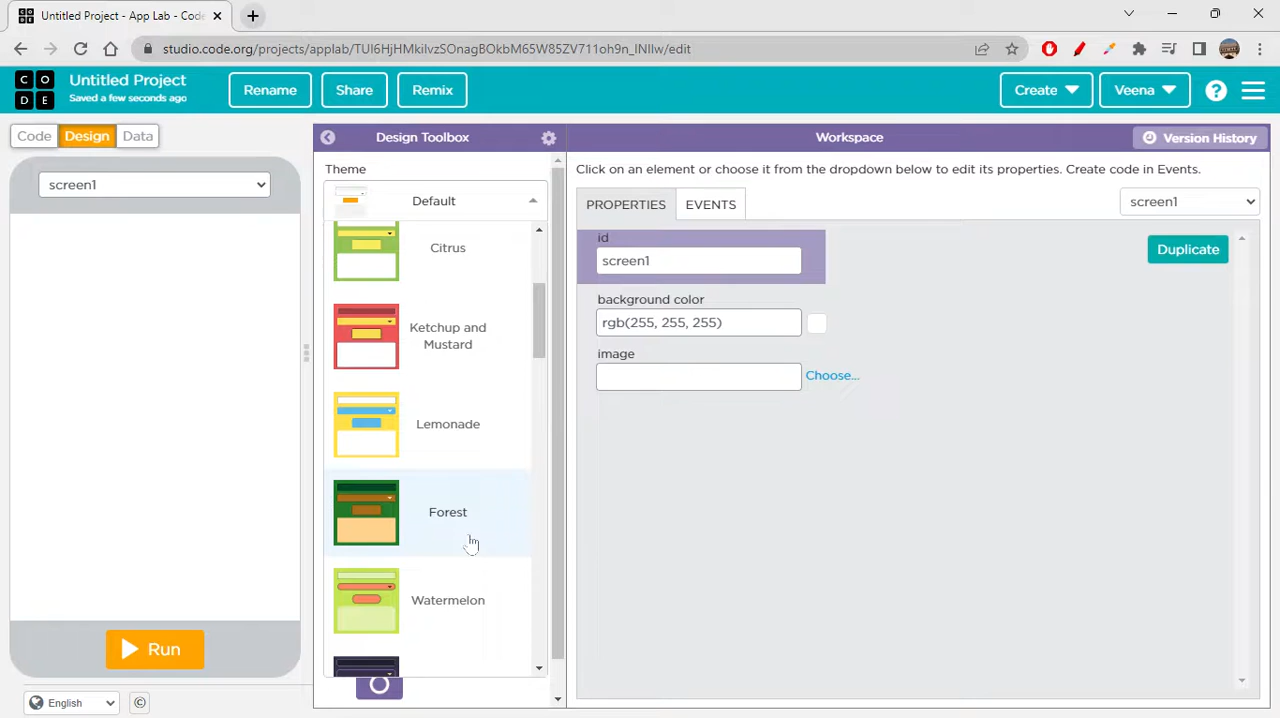 Untitled Project - App Lab - Code
studio.code.org/projects/applab/TUl6HjHMkilvzSOnagBOkbM65W85ZV711oh9n_lNIlw/edit
C O
D E
Untitled Project
Saved a few seconds ago
Rename
Share
Remix
Create
Veena
?
Code
Design
Data
Design Toolbox
Workspace
Version History
screen1
Theme
Default
Citrus
Ketchup and
Mustard
Lemonade
Forest
Watermelon
Click on an element or choose it from the dropdown below to edit its properties. Create code in Events.
PROPERTIES
EVENTS
screen1
id
screen1
Duplicate
background color
rgb(255, 255, 255)
image
Choose...
Run
English
©